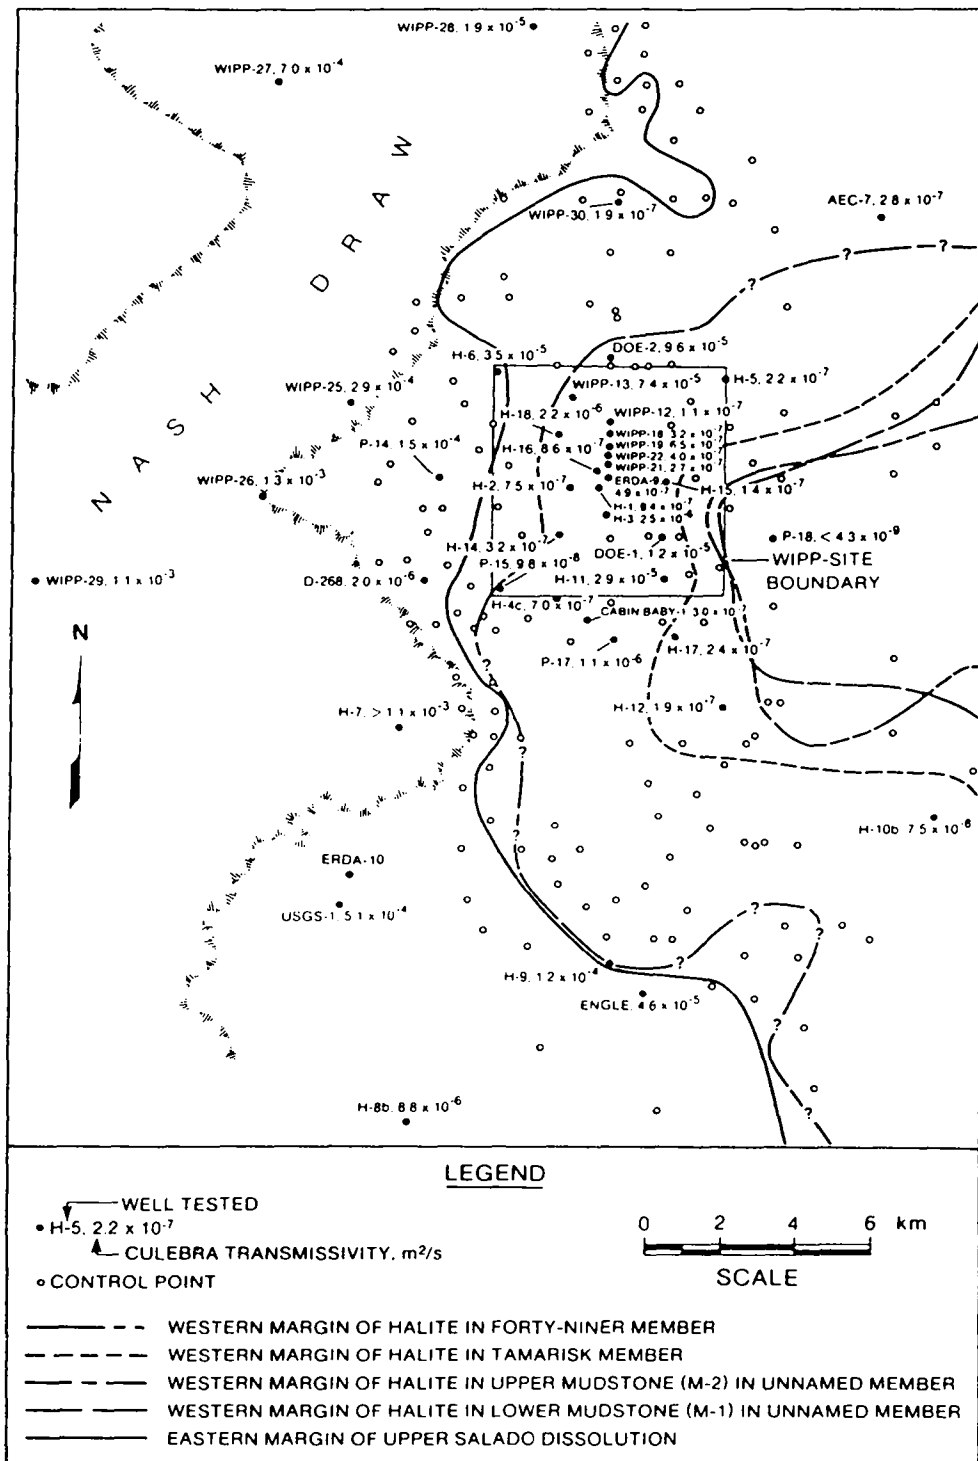 WIPP-28, 1.9 x 10⁻⁵
WIPP-27, 7.0 x 10⁻⁴
NASH DRAW
WIPP-30, 1.9 x 10⁻⁷
AEC-7, 2.8 x 10⁻⁷
?
?
?
H-6, 3.5 x 10⁻⁵
DOE-2, 9.6 x 10⁻⁵
WIPP-25, 2.9 x 10⁻⁴
WIPP-13, 7.4 x 10⁻⁵
H-5, 2.2 x 10⁻⁷
H-18, 2.2 x 10⁻⁶
WIPP-12, 1.1 x 10⁻⁷
P-14, 1.5 x 10⁻⁴
H-16, 8.6 x 10⁻⁷
WIPP-18, 3.2 x 10⁻⁷
WIPP-19, 6.5 x 10⁻⁷
WIPP-22, 4.0 x 10⁻⁷
WIPP-21, 2.7 x 10⁻⁷
WIPP-26, 1.3 x 10⁻³
H-2, 7.5 x 10⁻⁷
ERDA-9,
4.9 x 10⁻⁷
H-15, 1.4 x 10⁻⁷
H-1, 9.4 x 10⁻⁷
H-3, 2.5 x 10⁻⁶
H-14, 3.2 x 10⁻⁷
P-18, < 4.3 x 10⁻⁹
DOE-1, 1.2 x 10⁻⁵
WIPP-SITE
BOUNDARY
P-15, 9.8 x 10⁻⁸
WIPP-29, 1.1 x 10⁻³
D-268, 2.0 x 10⁻⁶
H-11, 2.9 x 10⁻⁵
H-4c, 7.0 x 10⁻⁷
CABIN BABY-1, 3.0 x 10⁻⁷
N
?
P-17, 1.1 x 10⁻⁶
H-17, 2.4 x 10⁻⁷
H-7, > 1.1 x 10⁻³
H-12, 1.9 x 10⁻⁷
?
?
H-10b, 7.5 x 10⁻⁸
ERDA-10
USGS-1, 5.1 x 10⁻⁴
?
?
?
H-9, 1.2 x 10⁻⁴
ENGLE, 4.6 x 10⁻⁵
?
?
H-8b, 8.8 x 10⁻⁶
?
LEGEND
WELL TESTED
H-5, 2.2 x 10⁻⁷
CULEBRA TRANSMISSIVITY, m²/s
CONTROL POINT
0 2 4 6 km
SCALE
WESTERN MARGIN OF HALITE IN FORTY-NINER MEMBER
WESTERN MARGIN OF HALITE IN TAMARISK MEMBER
WESTERN MARGIN OF HALITE IN UPPER MUDSTONE (M-2) IN UNNAMED MEMBER
WESTERN MARGIN OF HALITE IN LOWER MUDSTONE (M-1) IN UNNAMED MEMBER
EASTERN MARGIN OF UPPER SALADO DISSOLUTION